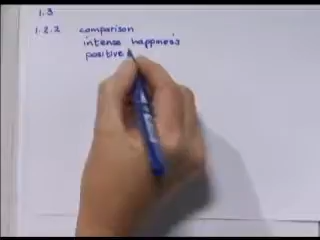 1.3
1.2.2 comparison
intense happiness
positive